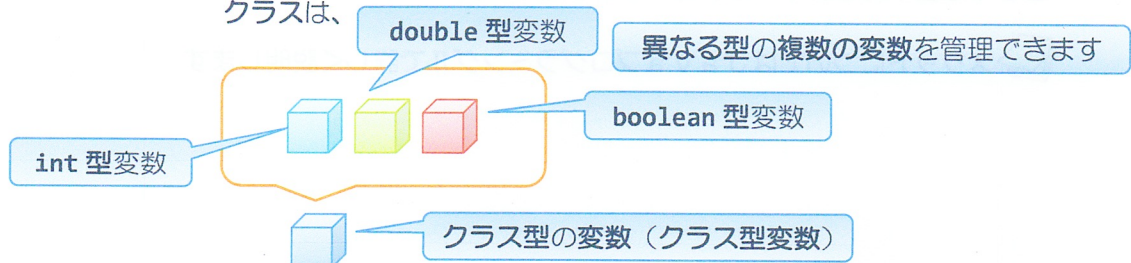 クラスは、
double 型変数
異なる型の複数の変数を管理できます
boolean 型変数
int 型変数
クラス型の変数（クラス型変数）